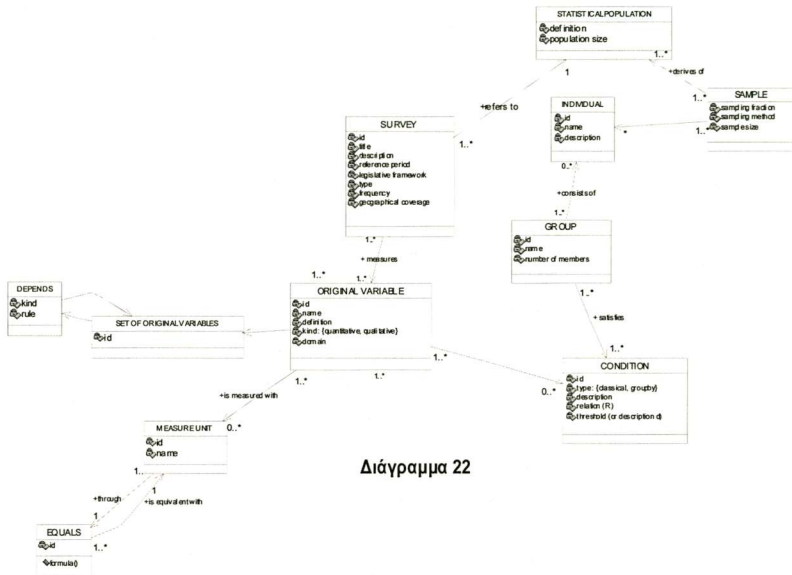 STATISTICALPOPULATION
definition
population size
1
1..*
+derives of
1..*
SAMPLE
sampling fraction
sampling method
sample size
1..*
*
INDIVIDUAL
id
name
description
0..*
+consists of
1..*
GROUP
id
name
number of members
1..*
+ satisfies
1..*
CONDITION
id
type: {classical, groupby}
description
relation (R)
threshold (or description d)
+refers to
1..*
SURVEY
id
title
description
reference period
legislative framework
type
frequency
geographical coverage
1..*
+ measures
1..*
1..*
ORIGINAL VARIABLE
id
name
definition
kind: {quantitative, qualitative}
domain
1..*
0..*
1..*
1..*
DEPENDS
kind
rule
SET OF ORIGINAL VARIABLES
id
+is measured with
0..*
MEASURE UNIT
id
name
1..
1
+through
+is equivalent with
1
1..*
EQUALS
id
formula()
Διάγραμμα 22